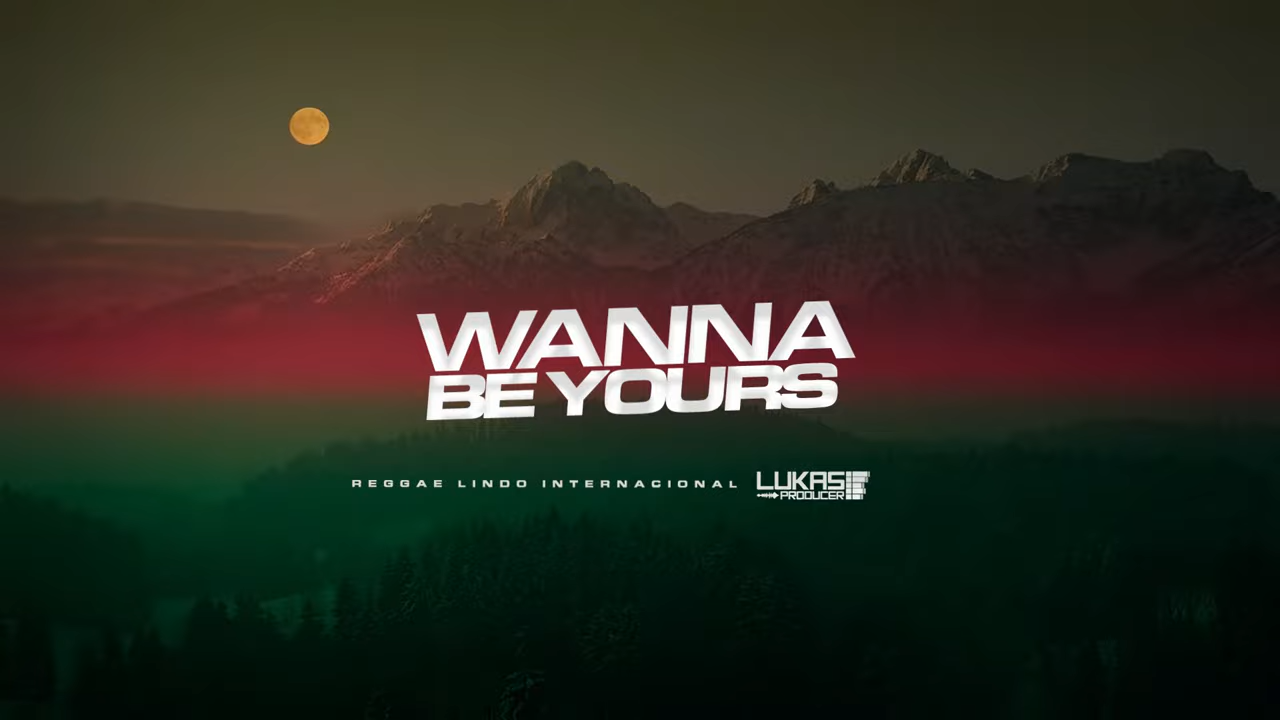 WANNA
BE YOURS
REGGAE LINDO INTERNACIONAL
LUKAS
PRODUCER